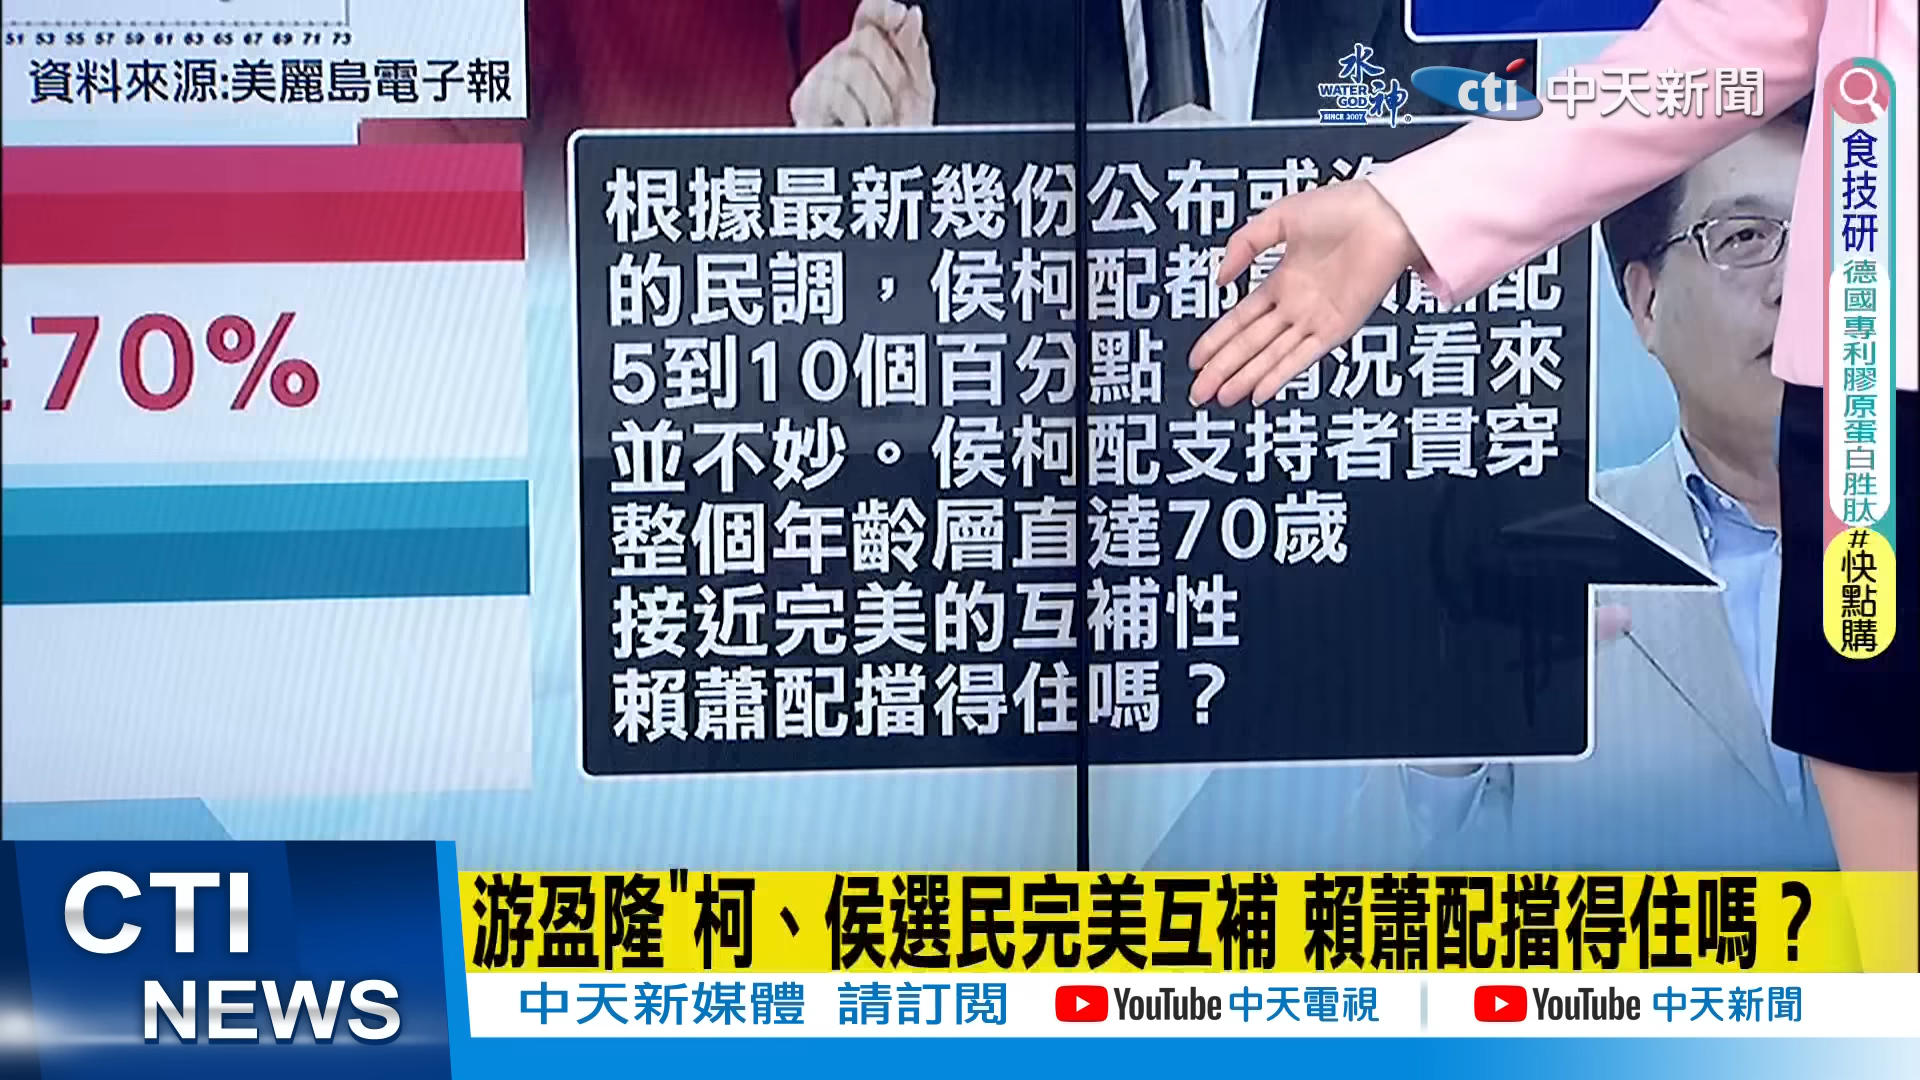 51 53 55 57 59 61 63 65 67 69 71 73
資料來源:美麗島電子報
70%
根據最新幾份公布或
的民調，侯柯配都 配
5到10個百分點 情況看來
並不妙。侯柯配支持者貫穿
整個年齡層直達70歲
接近完美的互補性
賴蕭配擋得住嗎？
水神
WATER GOD
SINCE 2007
cti 中天新聞
食技研
德國專利膠原蛋白胜肽
#快點購
CTI NEWS
游盈隆"柯、侯選民完美互補 賴蕭配擋得住嗎？
中天新媒體 請訂閱 YouTube 中天電視 YouTube 中天新聞